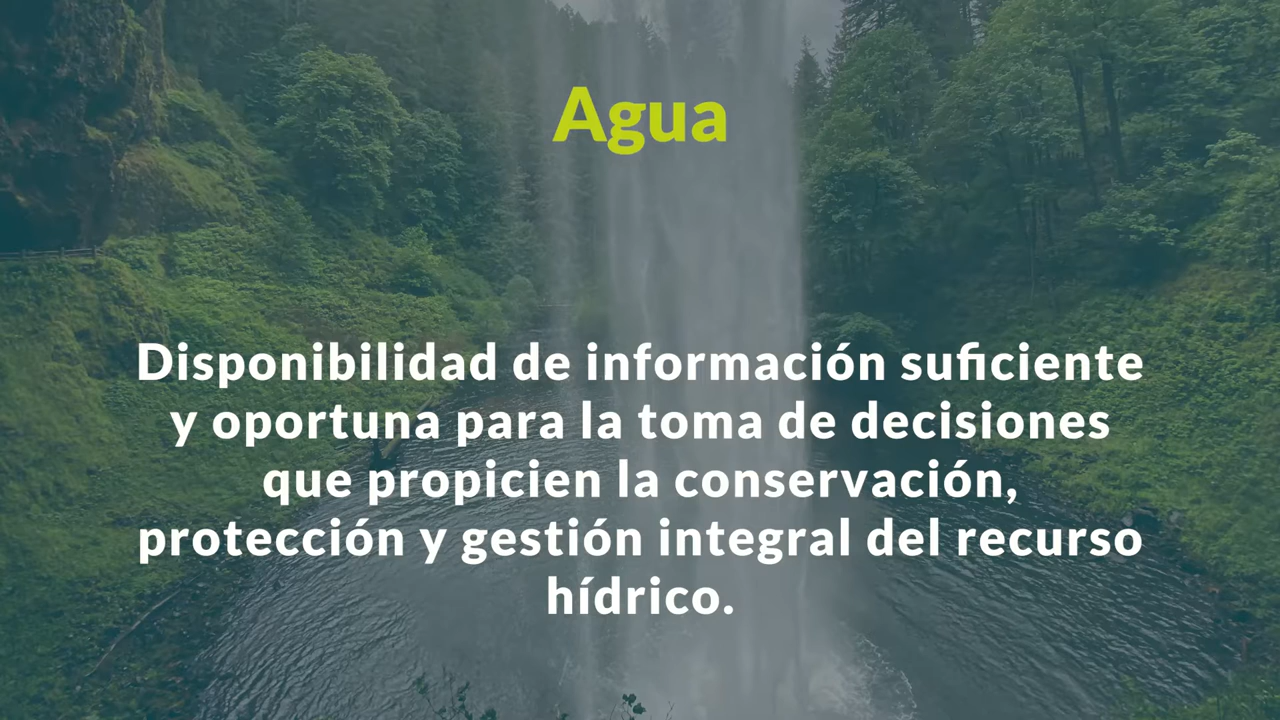 Agua
Disponibilidad de información suficiente
y oportuna para la toma de decisiones
que propicien la conservación,
protección y gestión integral del recurso
hídrico.